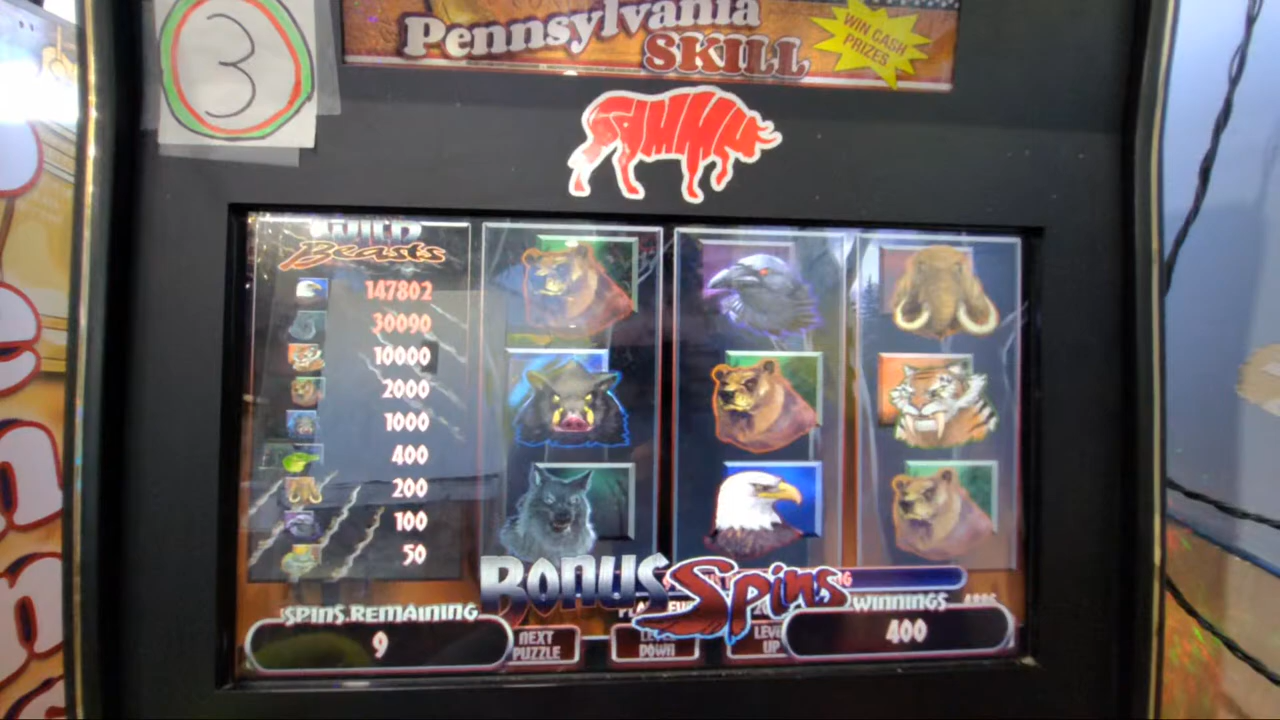 3
Pennsylvania
SKILL
WIN CASH
PRIZES
WILD
Beasts
147802
30090
10000
2000
1000
400
200
100
50
BONUS Spins
SPINS REMAINING
9
NEXT
PUZZLE
DOWN
LEVEL
UP
WINNINGS
400